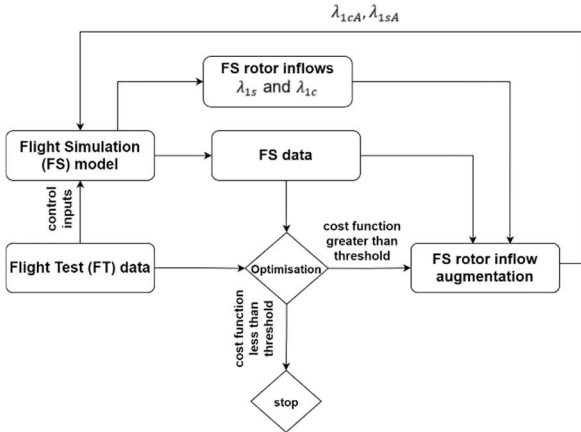 λ1cA, λ1sA
FS rotor inflows
λ1s and λ1c
Flight Simulation
(FS) model
FS data
control
inputs
cost function
greater than
threshold
Flight Test (FT) data
Optimisation
FS rotor inflow
augmentation
cost function
less than
threshold
stop